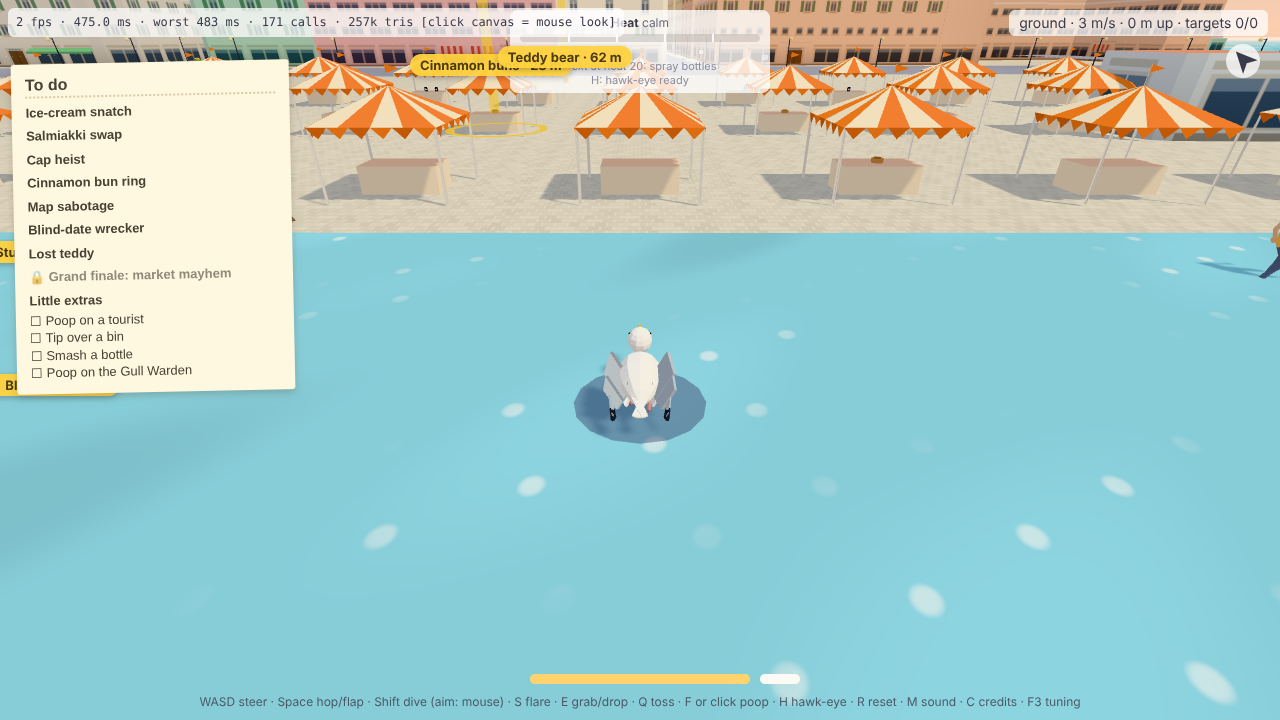 2 fps · 475.0 ms · worst 483 ms · 171 calls · 257k tris [click canvas = mouse look]
calm
ground · 3 m/s · 0 m up · targets 0/0
Teddy bear · 62 m
Cinnamon
at heat 20: spray bottles
H: hawk-eye ready
To do
Ice-cream snatch
Salmiakki swap
Cap heist
Cinnamon bun ring
Map sabotage
Blind-date wrecker
Lost teddy
🔒 Grand finale: market mayhem
Little extras
☐ Poop on a tourist
☐ Tip over a bin
☐ Smash a bottle
☐ Poop on the Gull Warden
WASD steer · Space hop/flap · Shift dive (aim: mouse) · S flare · E grab/drop · Q toss · F or click poop · H hawk-eye · R reset · M sound · C credits · F3 tuning